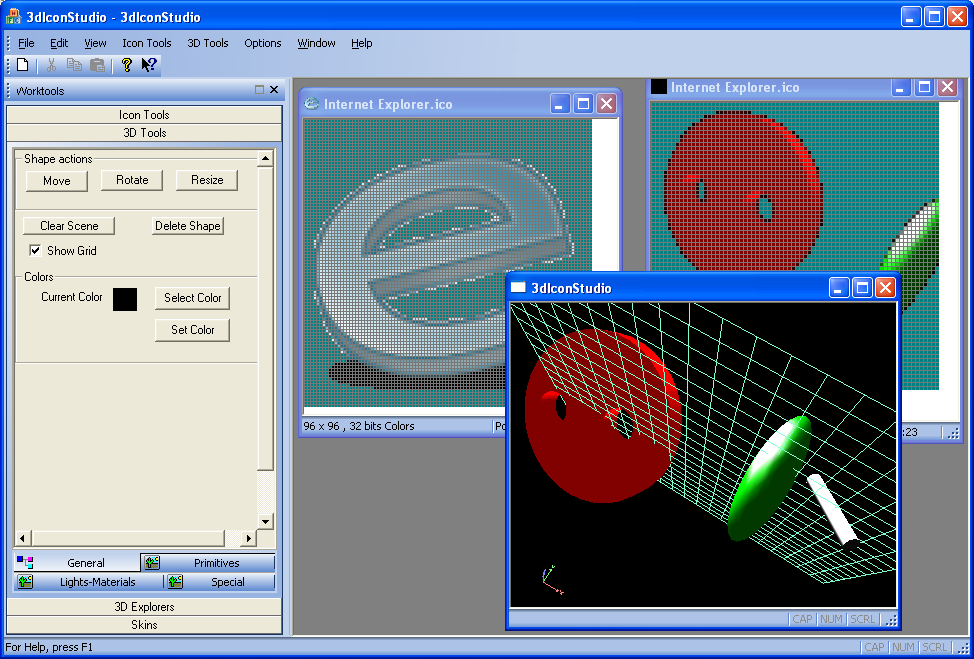 3dIconStudio - 3dIconStudio
File Edit View Icon Tools 3D Tools Options Window Help
Worktools
Icon Tools
3D Tools
Shape actions
Move Rotate Resize
Clear Scene Delete Shape
Show Grid
Colors
Current Color Select Color
Set Color
General Primitives
Lights-Materials Special
3D Explorers
Skins
Internet Explorer.ico
96 x 96 , 32 bits Colors
Internet Explorer.ico
:23
3dIconStudio
CAP NUM SCRL
For Help, press F1
CAP NUM SCRL